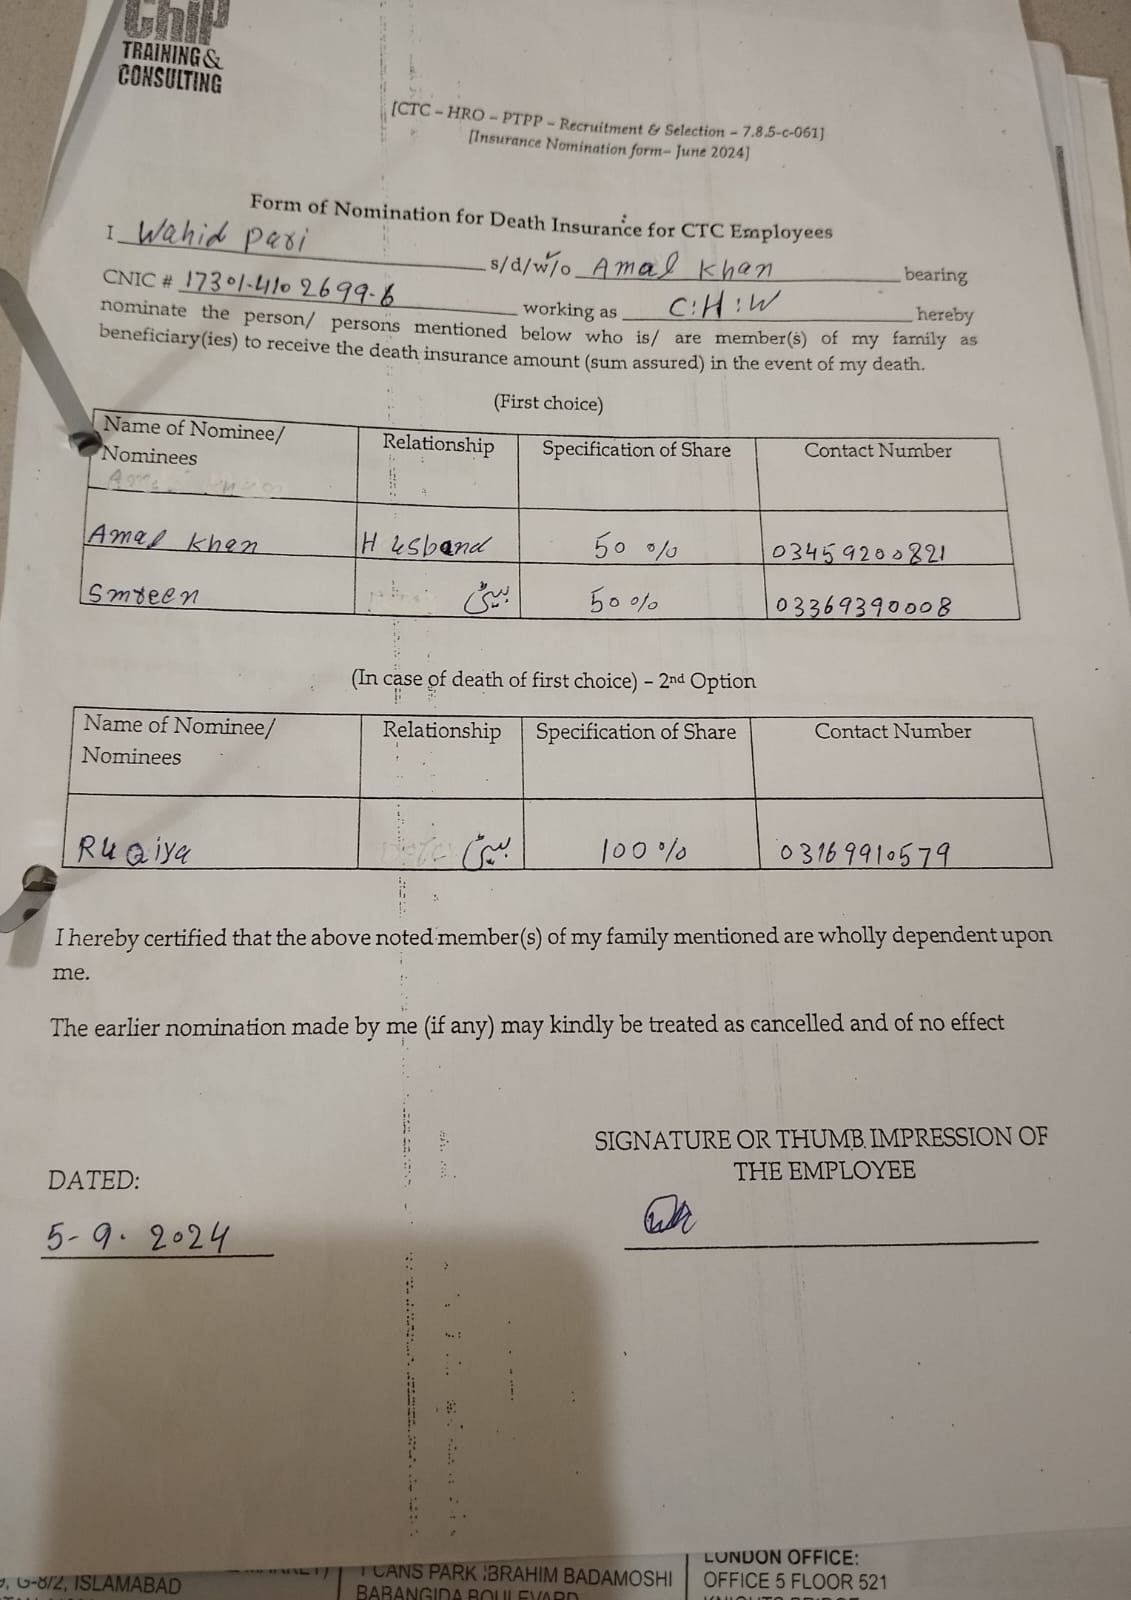 CHIP
TRAINING &
CONSULTING
[CTC – HRO – PTPP – Recruitment & Selection – 7.8.5-c-061]
[Insurance Nomination form– June 2024]
Form of Nomination for Death Insurance for CTC Employees
I Wahid pari s/d/w/o Amal Khan bearing
CNIC # 17301-41102699-6 working as C:H:W hereby
nominate the person/ persons mentioned below who is/ are member(s) of my family as
beneficiary(ies) to receive the death insurance amount (sum assured) in the event of my death.
(First choice)
Name of Nominee/ Relationship Specification of Share Contact Number
Nominees
Amal Khan Husband 50 % 03459200821
Smreen بیٹی 50 % 03369390008
(In case of death of first choice) – 2nd Option
Name of Nominee/ Relationship Specification of Share Contact Number
Nominees
RuQiya بیٹی 100 % 03169910579
I hereby certified that the above noted member(s) of my family mentioned are wholly dependent upon
me.
The earlier nomination made by me (if any) may kindly be treated as cancelled and of no effect
SIGNATURE OR THUMB IMPRESSION OF
THE EMPLOYEE
DATED:
5-9. 2024
LONDON OFFICE:
G-8/2, ISLAMABAD
CANS PARK IBRAHIM BADAMOSHI
OFFICE 5 FLOOR 521
BABANGIDA BOULEVARD